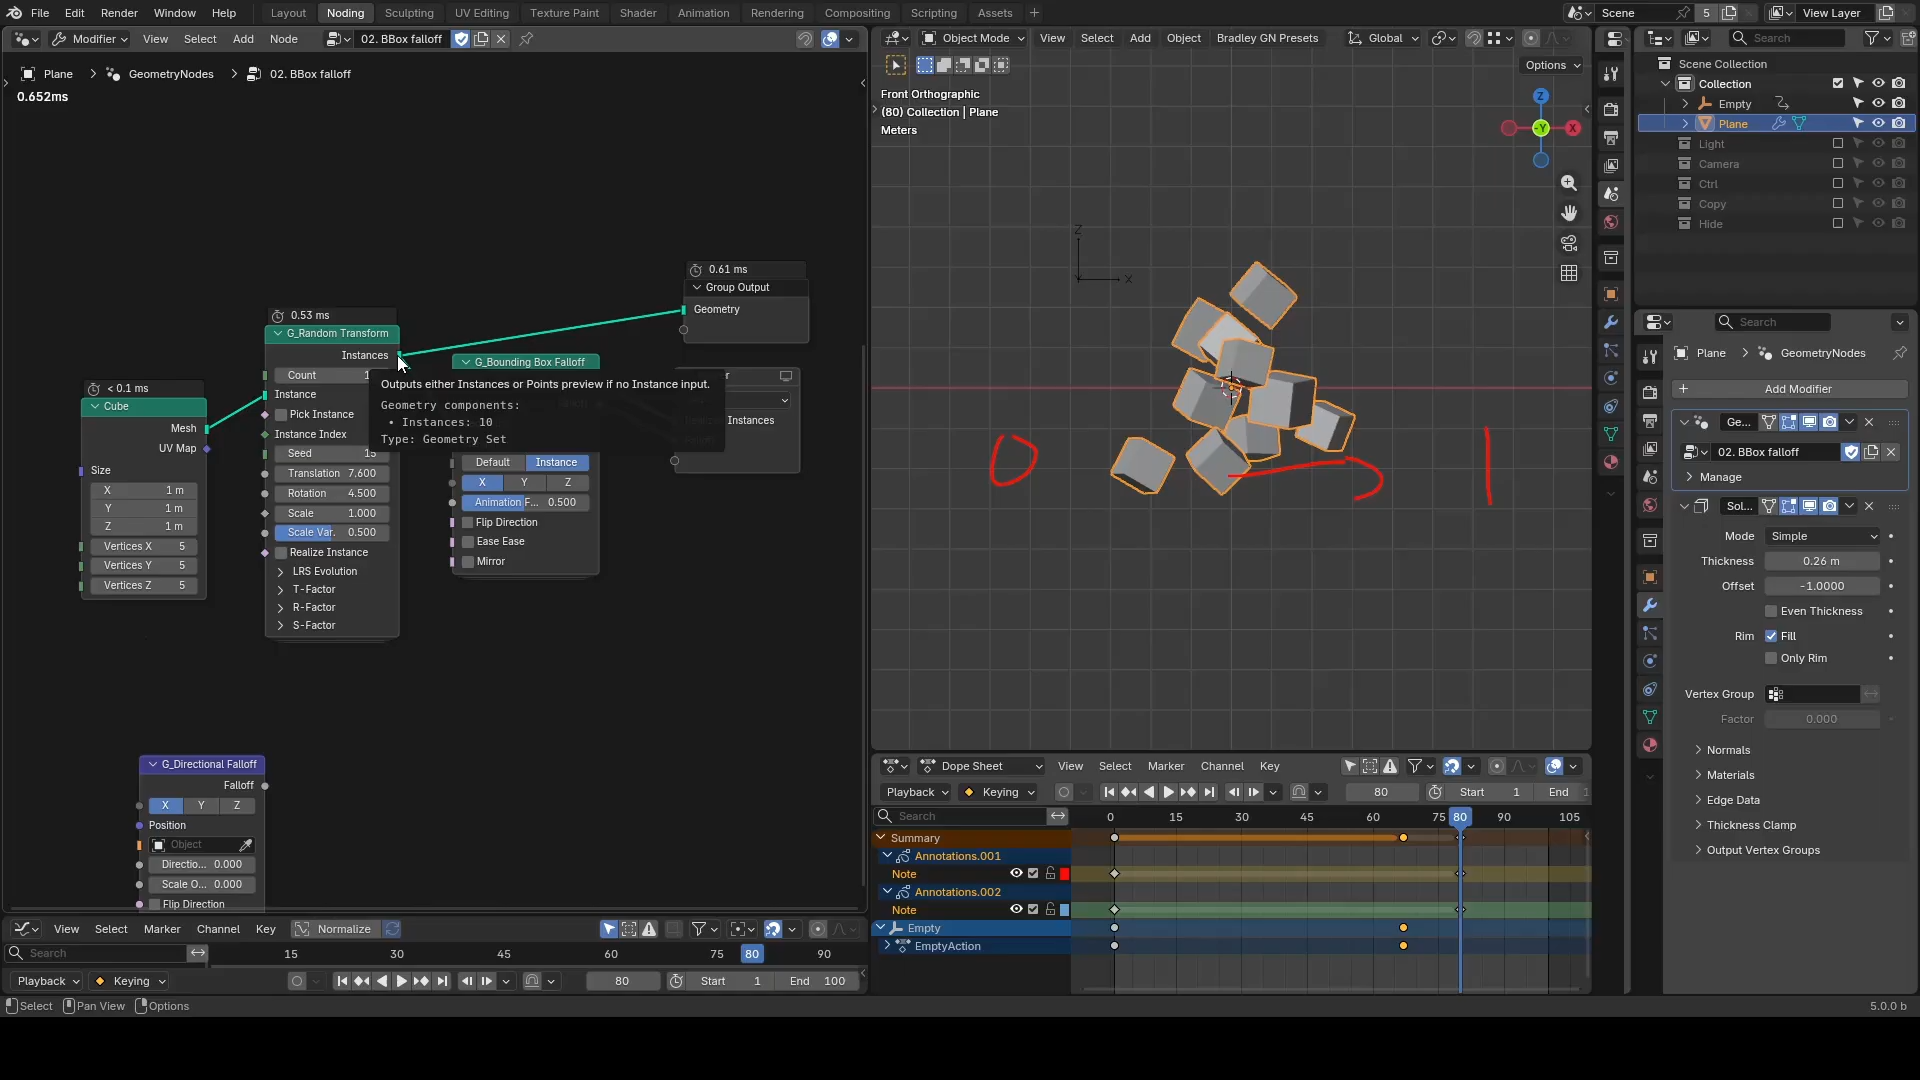 File Edit Render Window Help Layout Noding Sculpting UV Editing Texture Paint Shader Animation Rendering Compositing Scripting Assets Scene 5 View Layer
Modifier View Select Add Node 02. BBox falloff
Plane GeometryNodes 02. BBox falloff
0.652ms
0.61 ms
Group Output
Geometry
0.53 ms
G_Random Transform
Instances
Count
Instance
Pick Instance
Instance Index
Seed 15
Translation 7.600
Rotation 4.500
Scale 1.000
Scale Var. 0.500
Realize Instance
LRS Evolution
T-Factor
R-Factor
S-Factor
G_Bounding Box Falloff
Outputs either Instances or Points preview if no Instance input.
Geometry components:
• Instances: 10
Type: Geometry Set
Instances
Default Instance
X Y Z
Animation F... 0.500
Flip Direction
Ease Ease
Mirror
< 0.1 ms
Cube
Mesh
UV Map
Size
X 1 m
Y 1 m
Z 1 m
Vertices X 5
Vertices Y 5
Vertices Z 5
G_Directional Falloff
Falloff
X Y Z
Position
Object
Directio... 0.000
Scale O... 0.000
Flip Direction
View Select Marker Channel Key Normalize
Search 15 30 45 60 75 80 90
Playback Keying 80 Start 1 End 100
Select Pan View Options 5.0.0 b
Object Mode View Select Add Object Bradley GN Presets Global
Options
Front Orthographic
(80) Collection | Plane
Meters
Z
X
Z
-Y
X
0 1
Dope Sheet View Select Marker Channel Key
Playback Keying 80 Start 1 End
Search 0 15 30 45 60 75 80 90 105
Summary
Annotations.001
Note
Annotations.002
Note
Empty
EmptyAction
Search
Scene Collection
Collection
Empty
Plane
Light
Camera
Ctrl
Copy
Hide
Search
Plane GeometryNodes
Add Modifier
Ge...
02. BBox falloff
Manage
Sol...
Mode Simple
Thickness 0.26 m
Offset -1.0000
Even Thickness
Rim Fill
Only Rim
Vertex Group
Factor 0.000
Normals
Materials
Edge Data
Thickness Clamp
Output Vertex Groups